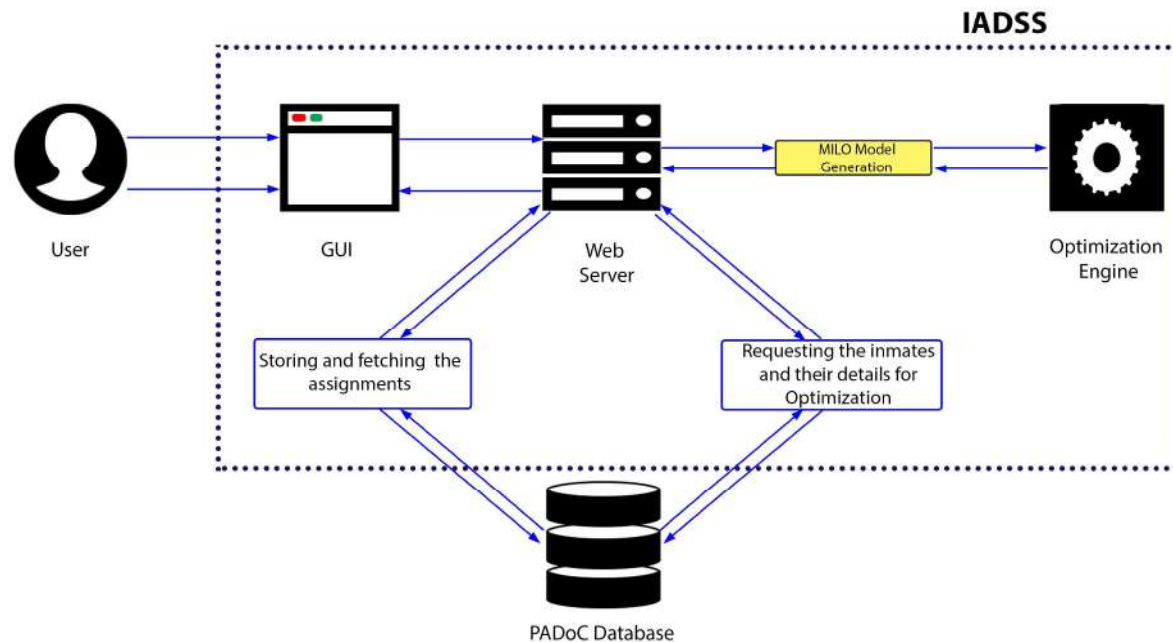 IADSS
MILO Model
Generation
User
GUI
Web
Server
Optimization
Engine
Storing and fetching the
assignments
Requesting the inmates
and their details for
Optimization
PADoC Database